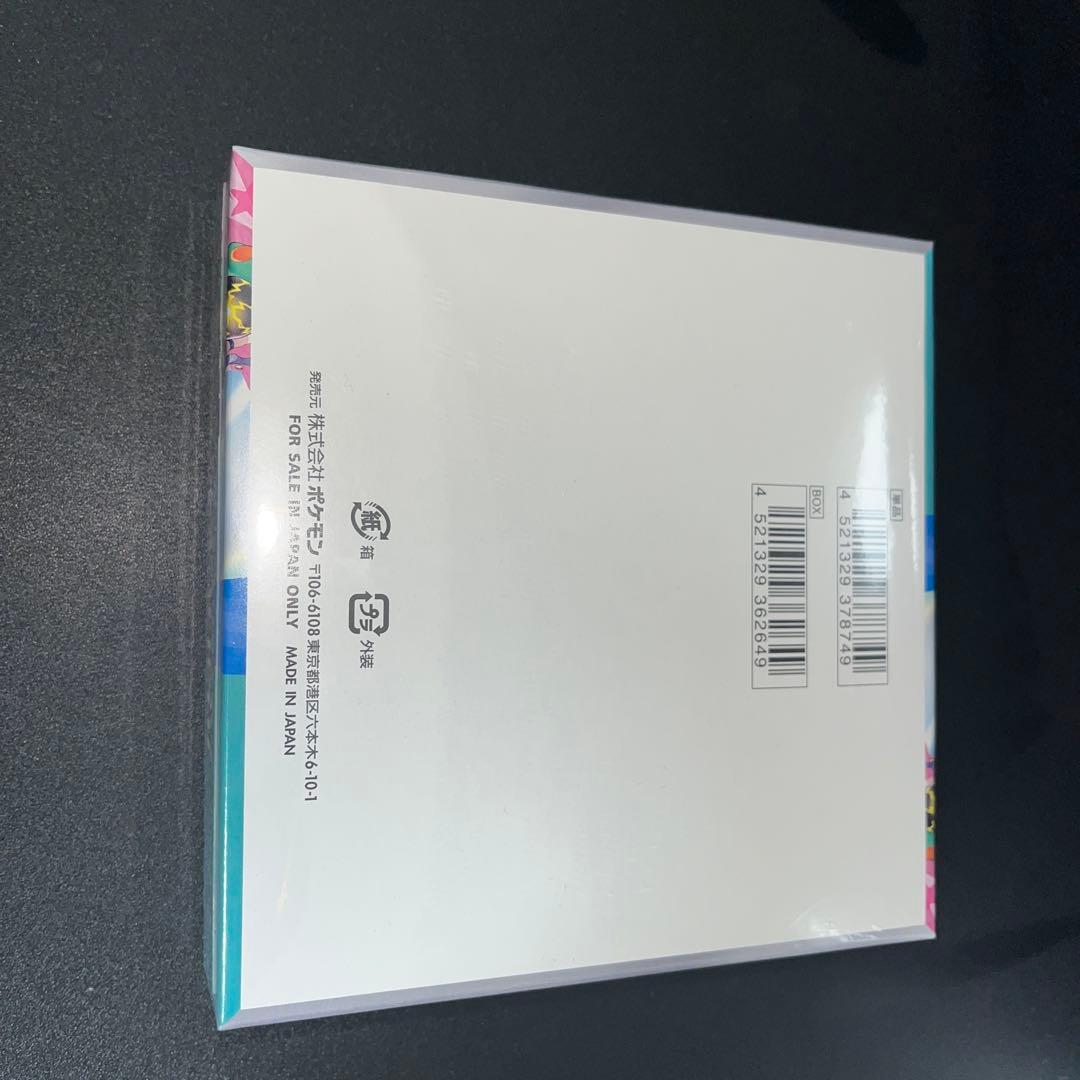 単品
4 521329 378749
BOX
4 521329 362649
紙 箱
プラ 外装
発売元 株式会社 ポケモン 〒106-6108 東京都港区六本木6-10-1
FOR SALE IN JAPAN ONLY MADE IN JAPAN